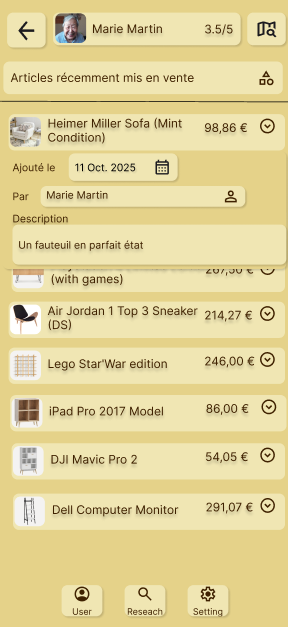 Marie Martin 3.5/5
Articles récemment mis en vente
Heimer Miller Sofa (Mint
Condition)
98,86 €
Ajouté le 11 Oct. 2025
Par Marie Martin
Description
Un fauteuil en parfait état
(with games)
267,50 €
Air Jordan 1 Top 3 Sneaker
(DS)
214,27 €
Lego Star'War edition 246,00 €
iPad Pro 2017 Model 86,00 €
DJI Mavic Pro 2 54,05 €
Dell Computer Monitor 291,07 €
User Reseach Setting